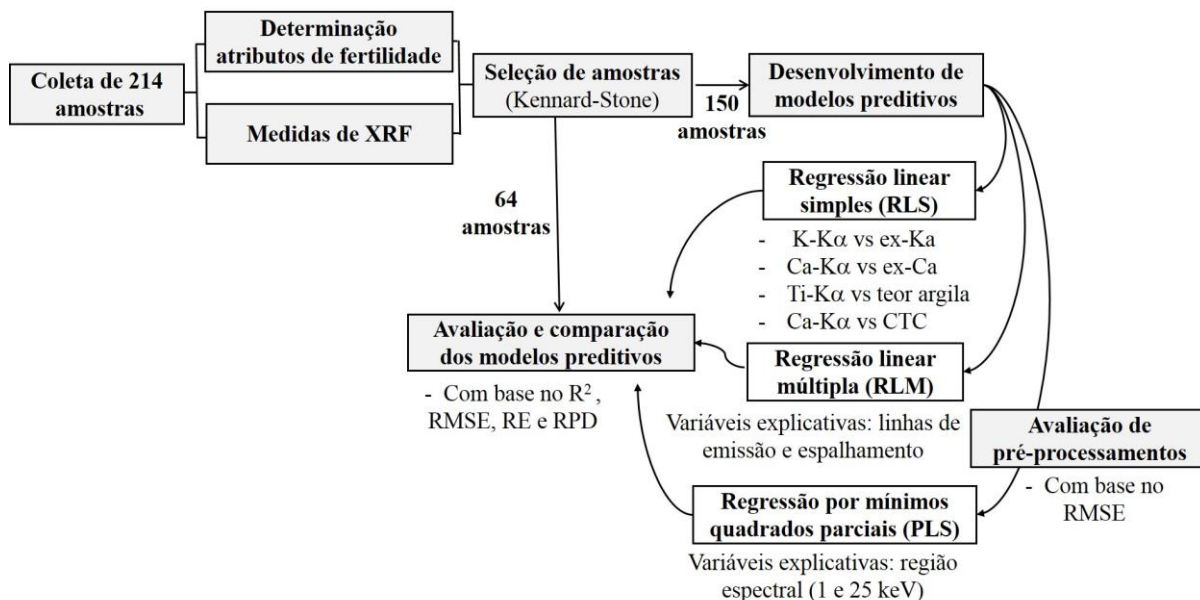 Coleta de 214
amostras
Determinação
atributos de fertilidade
Medidas de XRF
Seleção de amostras
(Kennard-Stone)
150
amostras
Desenvolvimento de
modelos preditivos
64
amostras
Regressão linear
simples (RLS)
- K-Kα vs ex-Ka
- Ca-Kα vs ex-Ca
- Ti-Kα vs teor argila
- Ca-Kα vs CTC
Avaliação e comparação
dos modelos preditivos
- Com base no R²,
RMSE, RE e RPD
Regressão linear
múltipla (RLM)
Variáveis explicativas: linhas de
emissão e espalhamento
Avaliação de
pré-processamentos
- Com base no
RMSE
Regressão por mínimos
quadrados parciais (PLS)
Variáveis explicativas: região
espectral (1 e 25 keV)